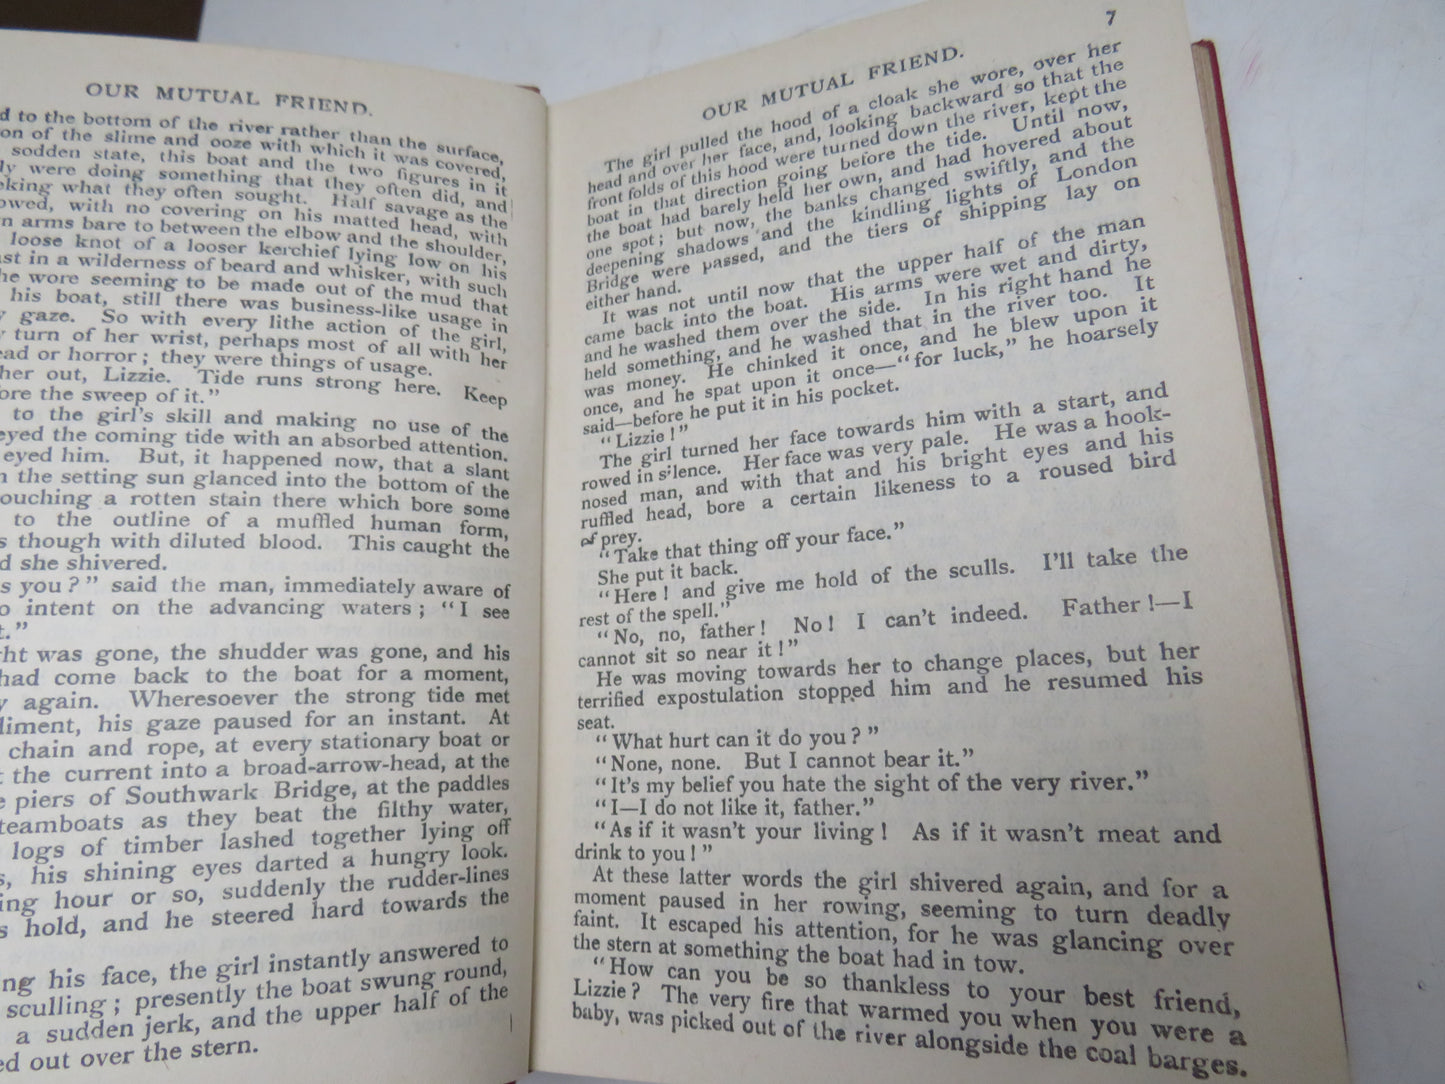 OUR MUTUAL FRIEND.
d to the bottom of the river rather than the surface,
on of the slime and ooze with which it was covered,
sodden state, this boat and the two figures in it
ly were doing something that they often did, and
eking what they often sought. Half savage as the
owed, with no covering on his matted head, with
n arms bare to between the elbow and the shoulder,
loose knot of a looser kerchief lying low on his
ast in a wilderness of beard and whisker, with such
he wore seeming to be made out of the mud that
his boat, still there was business-like usage in
y gaze. So with every lithe action of the girl,
y turn of her wrist, perhaps most of all with her
ead or horror; they were things of usage.
her out, Lizzie. Tide runs strong here. Keep
ore the sweep of it."
to the girl's skill and making no use of the
eyed the coming tide with an absorbed attention.
eyed him. But, it happened now, that a slant
n the setting sun glanced into the bottom of the
ouching a rotten stain there which bore some
to the outline of a muffled human form,
s though with diluted blood. This caught the
d she shivered.
s you?" said the man, immediately aware of
o intent on the advancing waters; "I see
t."
ht was gone, the shudder was gone, and his
had come back to the boat for a moment,
y again. Wheresoever the strong tide met
diment, his gaze paused for an instant. At
chain and rope, at every stationary boat or
t the current into a broad-arrow-head, at the
e piers of Southwark Bridge, at the paddles
teamboats as they beat the filthy water,
logs of timber lashed together lying off
s, his shining eyes darted a hungry look.
ing hour or so, suddenly the rudder-lines
s hold, and he steered hard towards the
ng his face, the girl instantly answered to
sculling; presently the boat swung round,
a sudden jerk, and the upper half of the
ed out over the stern.
7
OUR MUTUAL FRIEND.
The girl pulled the hood of a cloak she wore, over her
head and over her face, and, looking backward so that the
front folds of this hood were turned down the river, kept the
boat in that direction going before the tide. Until now,
the boat had barely held her own, and had hovered about
one spot; but now, the banks changed swiftly, and the
deepening shadows and the kindling lights of London
Bridge were passed, and the tiers of shipping lay on
either hand.
It was not until now that the upper half of the man
came back into the boat. His arms were wet and dirty,
and he washed them over the side. In his right hand he
held something, and he washed that in the river too. It
was money. He chinked it once, and he blew upon it
once, and he spat upon it once—"for luck," he hoarsely
said—before he put it in his pocket.
"Lizzie!"
The girl turned her face towards him with a start, and
rowed in silence. Her face was very pale. He was a hook-
nosed man, and with that and his bright eyes and his
ruffled head, bore a certain likeness to a roused bird
of prey.
"Take that thing off your face."
She put it back.
"Here! and give me hold of the sculls. I'll take the
rest of the spell."
"No, no, father! No! I can't indeed. Father!—I
cannot sit so near it!"
He was moving towards her to change places, but her
terrified expostulation stopped him and he resumed his
seat.
"What hurt can it do you?"
"None, none. But I cannot bear it."
"It's my belief you hate the sight of the very river."
"I—I do not like it, father."
"As if it wasn't your living! As if it wasn't meat and
drink to you!"
At these latter words the girl shivered again, and for a
moment paused in her rowing, seeming to turn deadly
faint. It escaped his attention, for he was glancing over
the stern at something the boat had in tow.
"How can you be so thankless to your best friend,
Lizzie? The very fire that warmed you when you were a
baby, was picked out of the river alongside the coal barges.